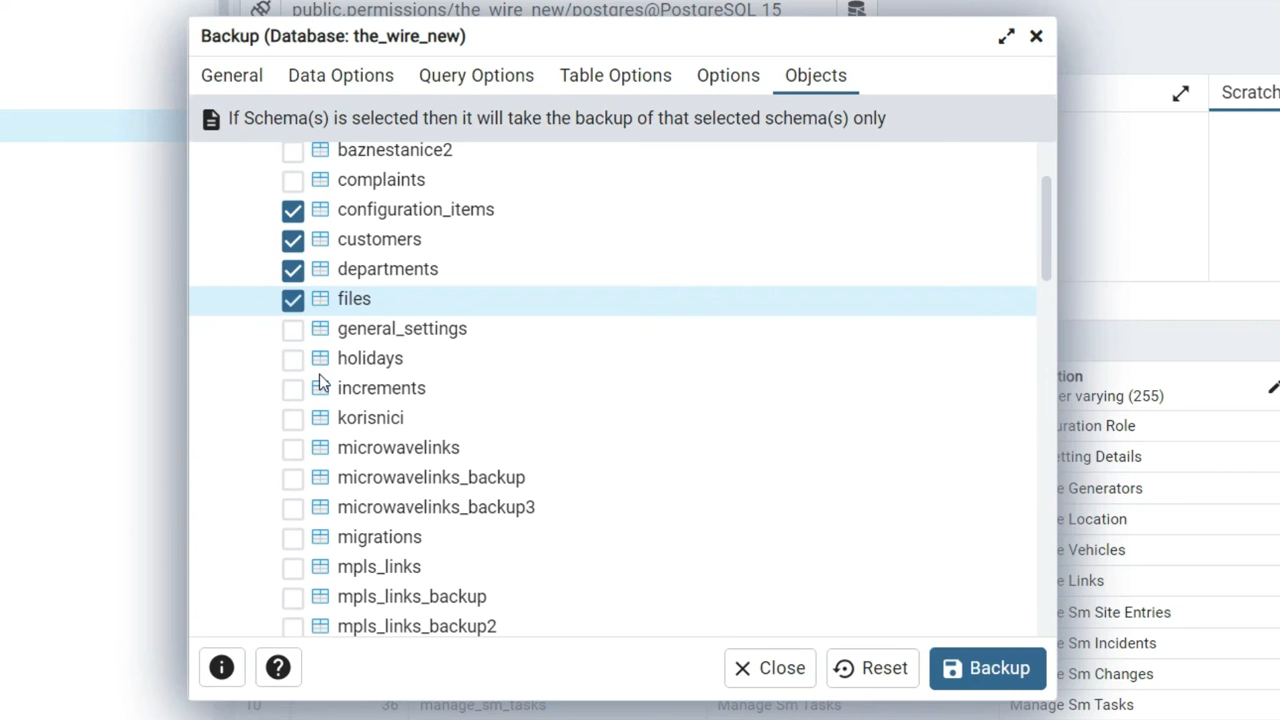 public.permissions/the_wire_new/postgres@PostgreSQL 15
Backup (Database: the_wire_new)
General Data Options Query Options Table Options Options Objects
Scratch
If Schema(s) is selected then it will take the backup of that selected schema(s) only
baznestanice2
complaints
configuration_items
customers
departments
files
general_settings
holidays
increments
korisnici
microwavelinks
microwavelinks_backup
microwavelinks_backup3
migrations
mpls_links
mpls_links_backup
mpls_links_backup2
tion
er varying (255)
uration Role
etting Details
e Generators
e Location
e Vehicles
e Links
e Sm Site Entries
e Sm Incidents
e Sm Changes
Close Reset Backup
10 36 manage_sm_tasks Manage Sm Tasks Manage Sm Tasks